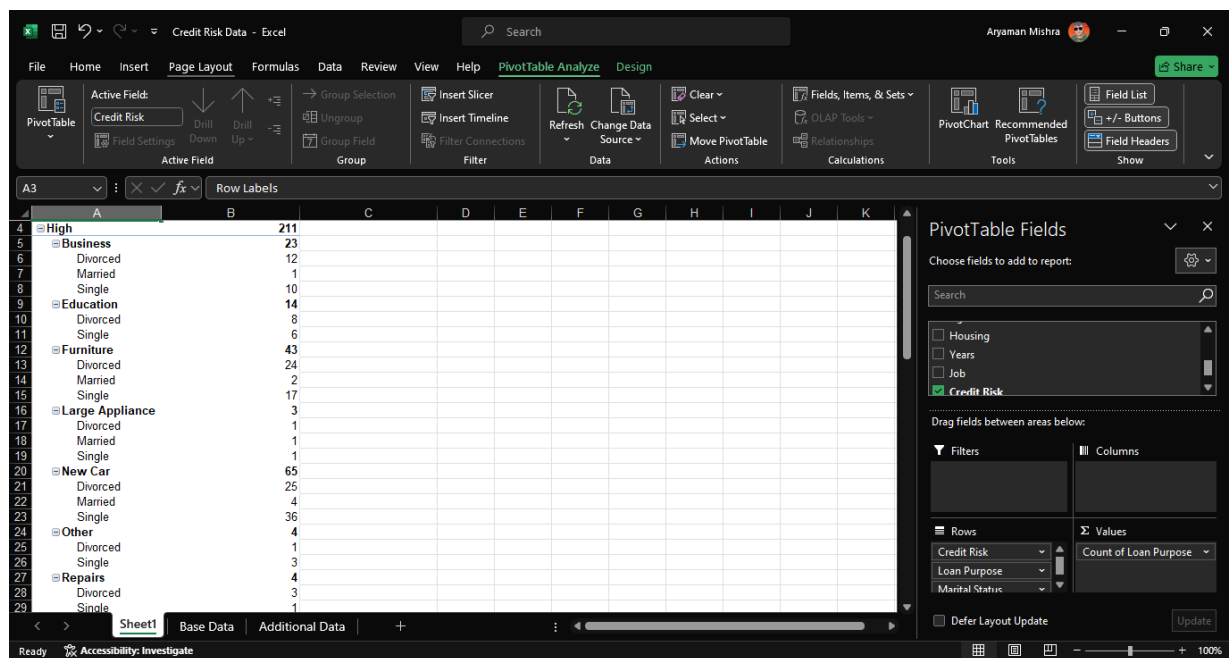 Credit Risk Data - Excel
Search
Aryaman Mishra
File Home Insert Page Layout Formulas Data Review View Help PivotTable Analyze Design
Share
PivotTable
Active Field:
Credit Risk
Field Settings
Drill Down
Drill Up
Active Field
Group Selection
Ungroup
Group Field
Group
Insert Slicer
Insert Timeline
Filter Connections
Filter
Refresh
Change Data Source
Data
Clear
Select
Move PivotTable
Actions
Fields, Items, & Sets
OLAP Tools
Relationships
Calculations
PivotChart
Recommended PivotTables
Tools
Field List
+/- Buttons
Field Headers
Show
A3 fx Row Labels
A B C D E F G H I J K
4 High 211
5 Business 23
6 Divorced 12
7 Married 1
8 Single 10
9 Education 14
10 Divorced 8
11 Single 6
12 Furniture 43
13 Divorced 24
14 Married 2
15 Single 17
16 Large Appliance 3
17 Divorced 1
18 Married 1
19 Single 1
20 New Car 65
21 Divorced 25
22 Married 4
23 Single 36
24 Other 4
25 Divorced 1
26 Single 3
27 Repairs 4
28 Divorced 3
29 Single 1
PivotTable Fields
Choose fields to add to report:
Search
Housing
Years
Job
Credit Risk
Drag fields between areas below:
Filters
Columns
Rows
Σ Values
Credit Risk
Loan Purpose
Marital Status
Count of Loan Purpose
Defer Layout Update
Update
Sheet1 Base Data Additional Data
Ready Accessibility: Investigate
100%